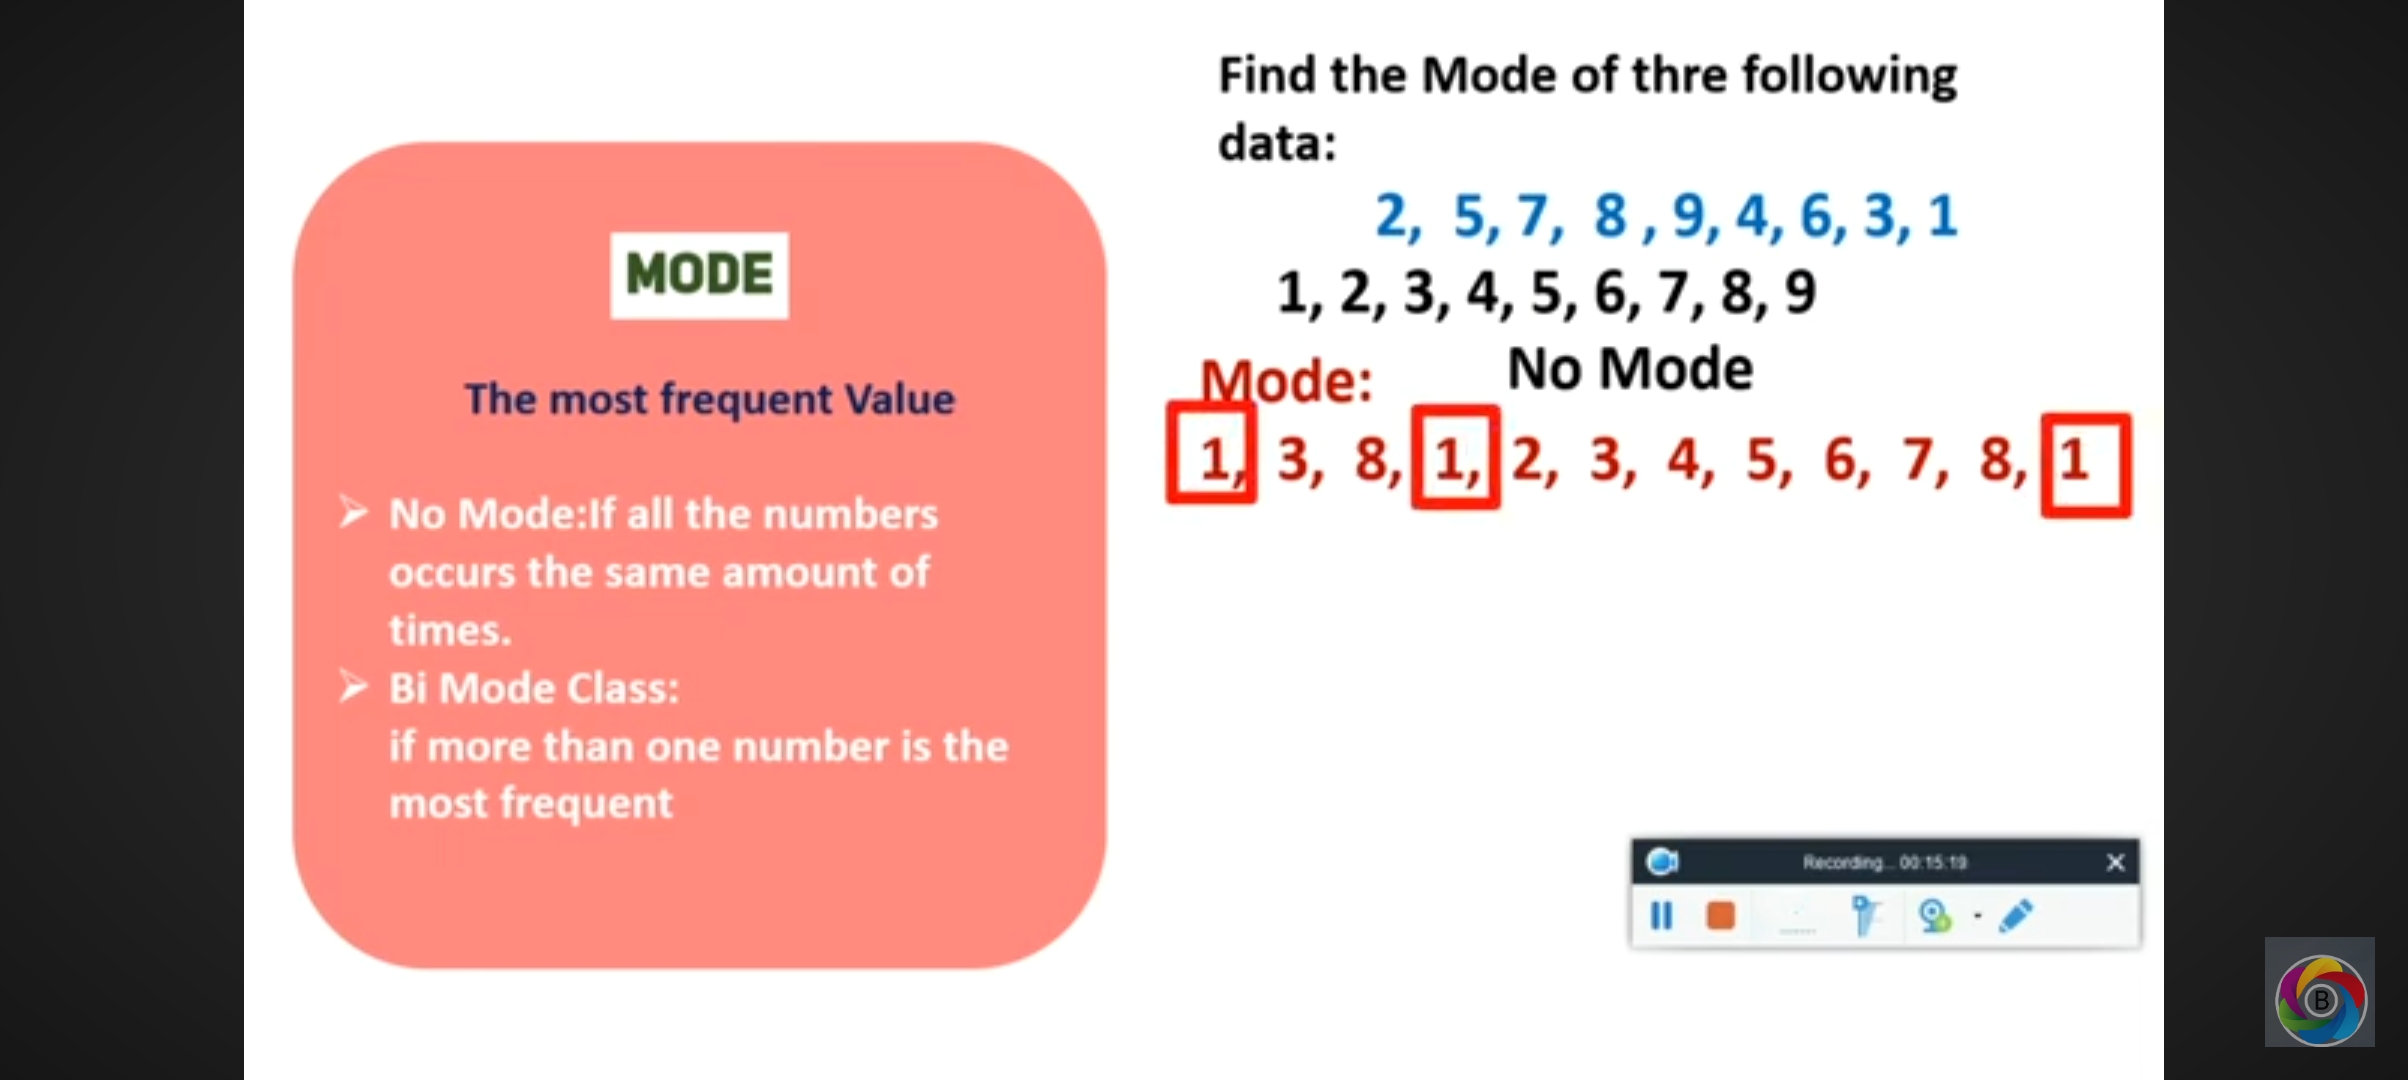 MODE
The most frequent Value
➢ No Mode:If all the numbers
occurs the same amount of
times.
➢ Bi Mode Class:
if more than one number is the
most frequent
Find the Mode of thre following
data:
2, 5, 7, 8 , 9, 4, 6, 3, 1
1, 2, 3, 4, 5, 6, 7, 8, 9
Mode: No Mode
1, 3, 8, 1, 2, 3, 4, 5, 6, 7, 8, 1
Recording... 00:15:19
B